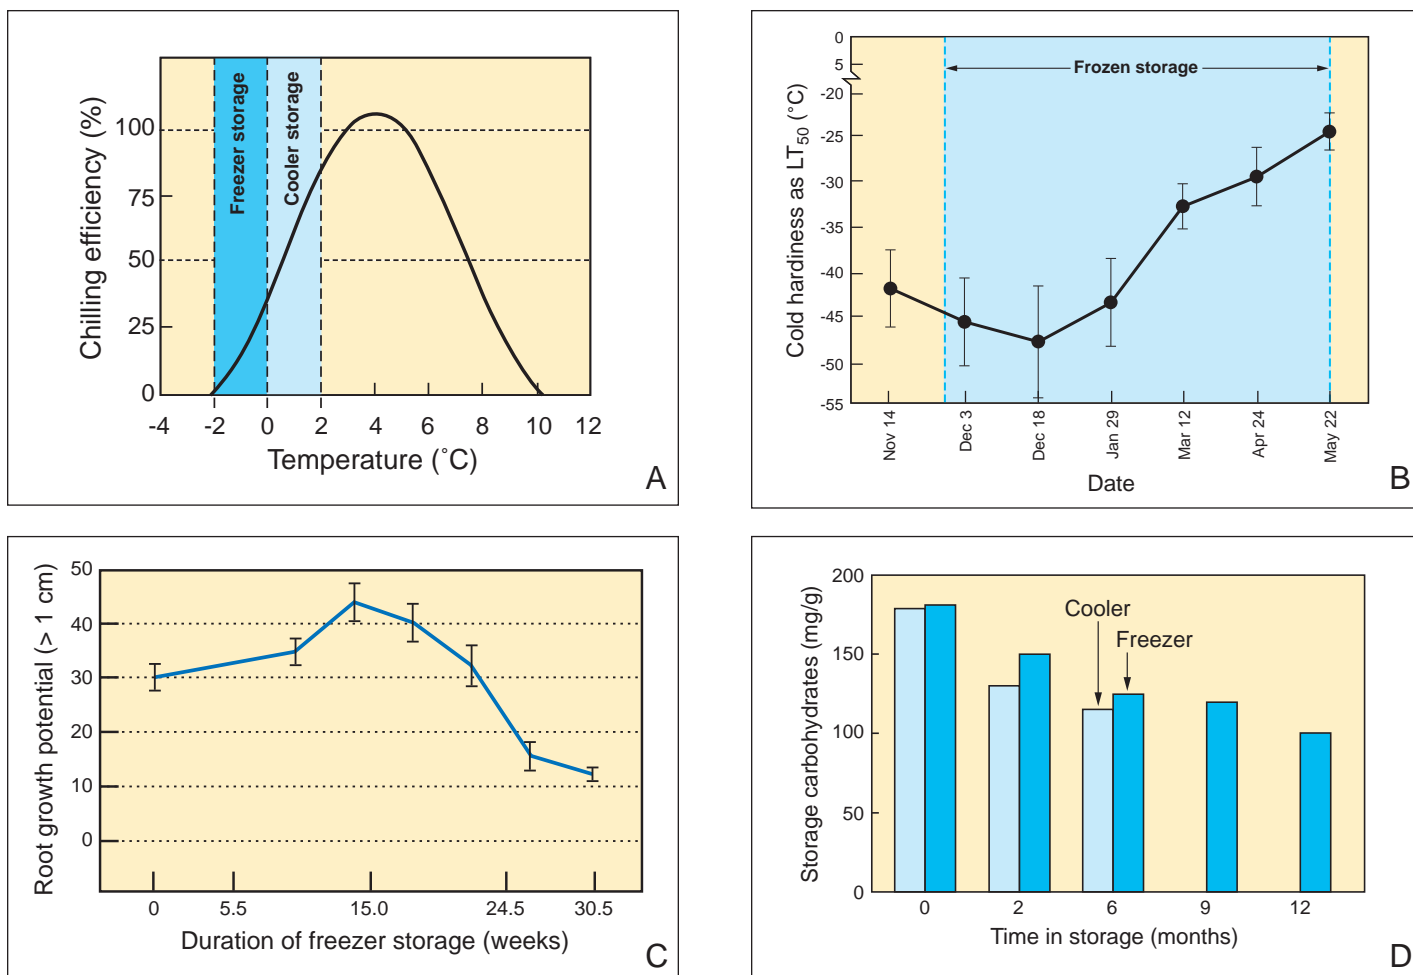 Chilling efficiency (%)
100
75
50
25
0
Freezer storage
Cooler storage
-4 -2 0 2 4 6 8 10 12
Temperature (˚C)
A
Cold hardiness as LT50 (˚C)
0
5
-20
-25
-30
-35
-40
-45
-50
-55
Frozen storage
Nov 14
Dec 3
Dec 18
Jan 29
Mar 12
Apr 24
May 22
Date
B
Root growth potential (> 1 cm)
50
40
30
20
10
0
0 5.5 15.0 24.5 30.5
Duration of freezer storage (weeks)
C
Storage carbohydrates (mg/g)
200
150
100
50
0
Cooler
Freezer
0 2 6 9 12
Time in storage (months)
D